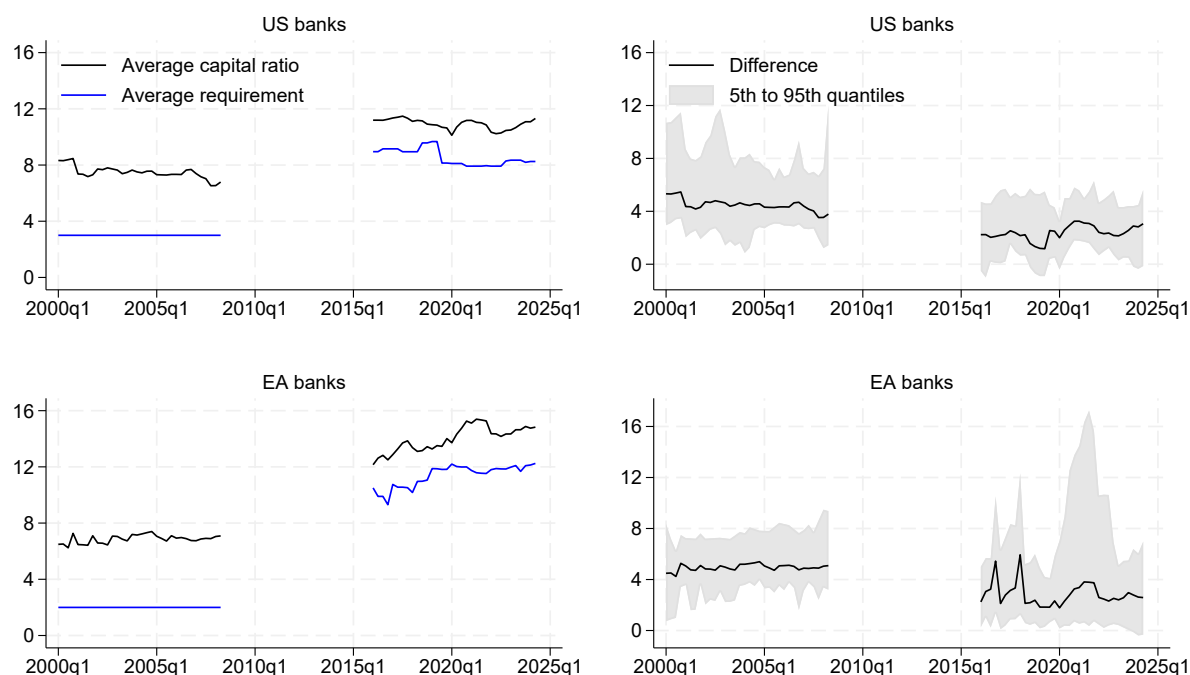 US banks
16
12
8
4
0
Average capital ratio
Average requirement
2000q1 2005q1 2010q1 2015q1 2020q1 2025q1
US banks
16
12
8
4
0
Difference
5th to 95th quantiles
2000q1 2005q1 2010q1 2015q1 2020q1 2025q1
EA banks
16
12
8
4
0
2000q1 2005q1 2010q1 2015q1 2020q1 2025q1
EA banks
16
12
8
4
0
2000q1 2005q1 2010q1 2015q1 2020q1 2025q1